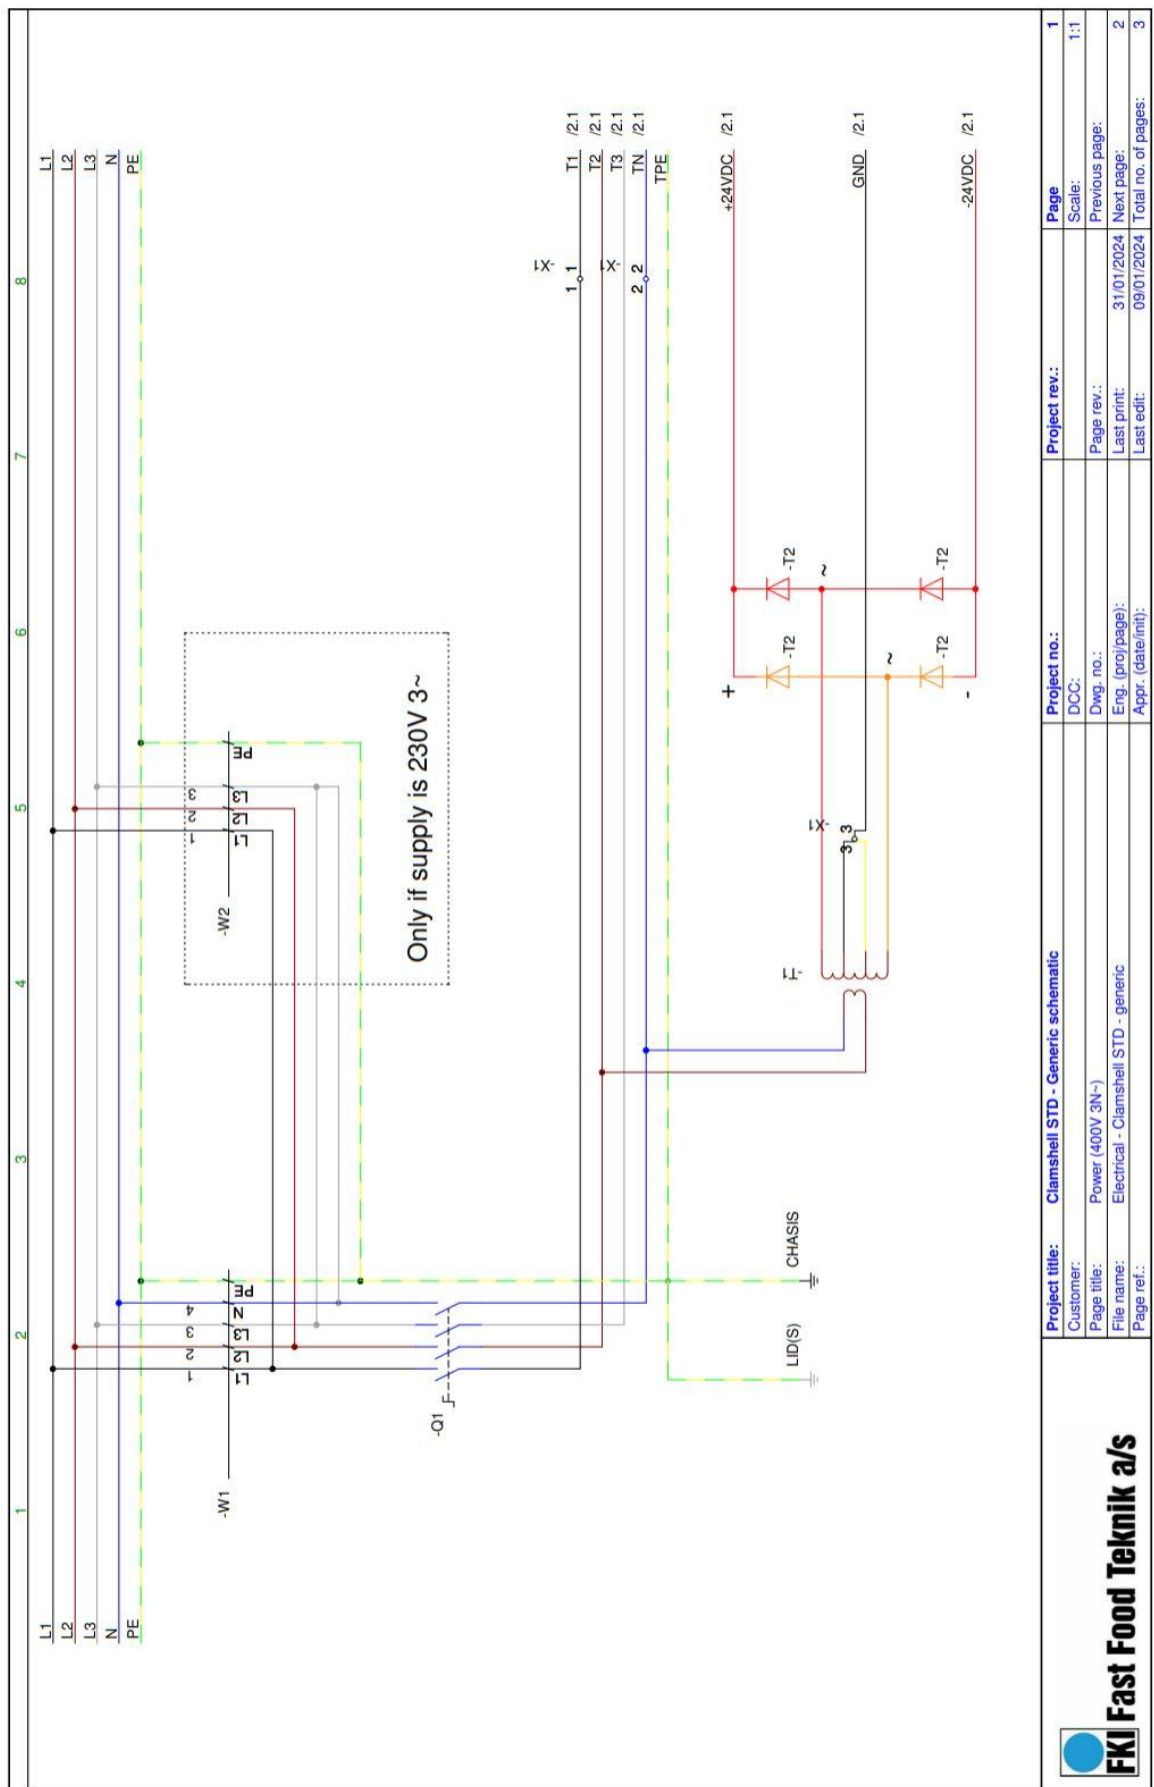 1 2 3 4 5 6 7 8
L1 L1
L2 L2
L3 L3
N N
PE PE
1 2 3 4
-W1
L1 L2 L3 N PE
1 2 3
-W2
L1 L2 L3 PE
Only if supply is 230V 3~
-Q1
-X1
1 1 T1 /2.1
T2 /2.1
-X1 T3 /2.1
2 2 TN /2.1
TPE
LID(S) CHASIS
+ +24VDC /2.1
-T2 -T2
-T1 -X1 ~
3 3
GND /2.1
~
-T2 -T2
- -24VDC /2.1
FKI Fast Food Teknik a/s
Project title: Clamshell STD - Generic schematic Project no.: Project rev.: Page 1
Customer: DCC: Scale: 1:1
Page title: Power (400V 3N~) Dwg. no.: Page rev.: Previous page:
File name: Electrical - Clamshell STD - generic Eng. (proj/page): Last print: 31/01/2024 Next page: 2
Page ref.: Appr. (date/init): Last edit: 09/01/2024 Total no. of pages: 3